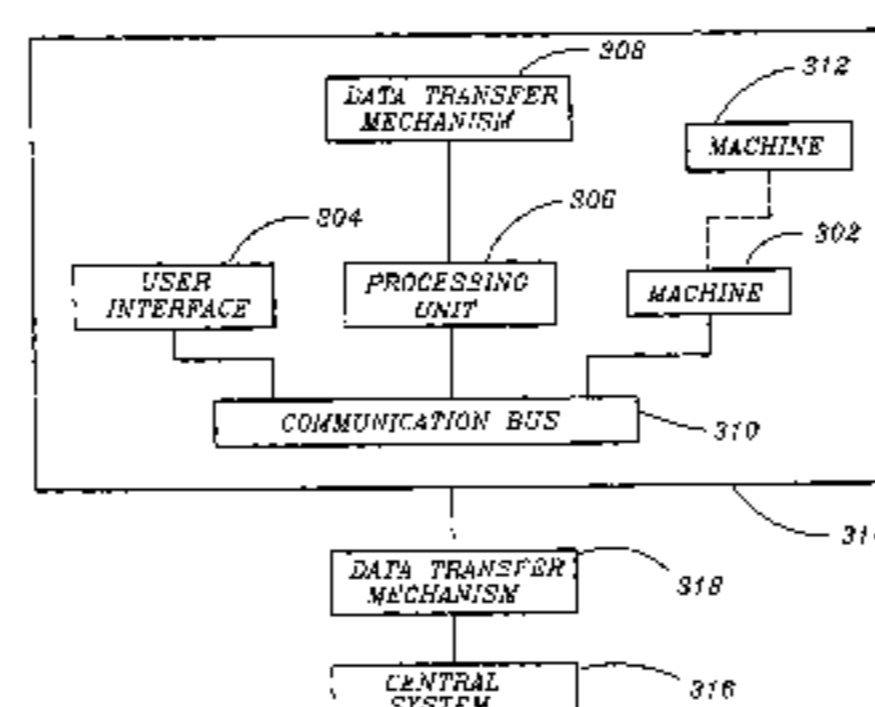 308
DATA TRANSFER
MECHANISM
312
MACHINE
304
USER
INTERFACE
306
PROCESSING
UNIT
302
MACHINE
COMMUNICATION BUS
310
DATA TRANSFER
MECHANISM
318
CENTRAL
SYSTEM
316